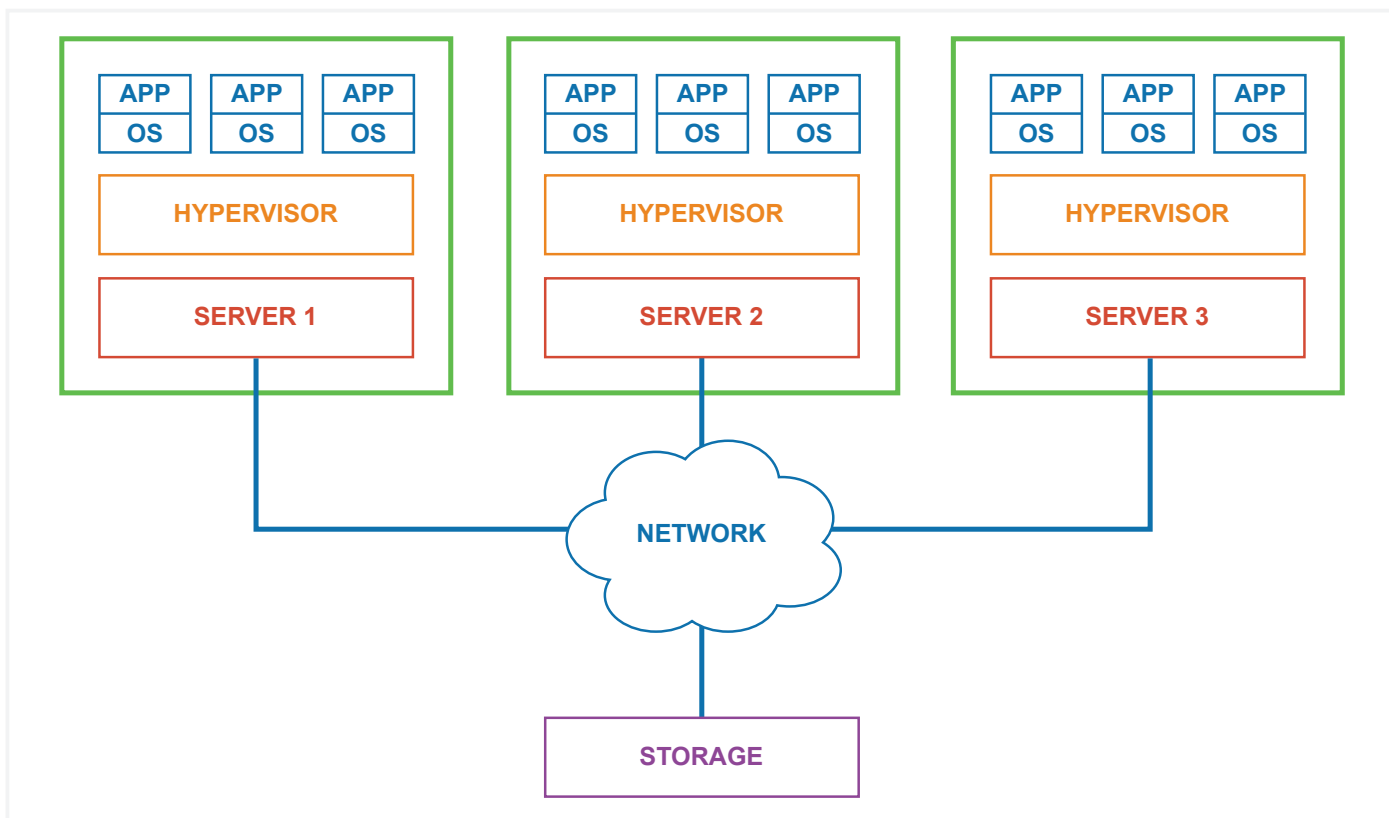 APP APP APP APP APP APP APP APP APP
OS OS OS OS OS OS OS OS OS
HYPERVISOR HYPERVISOR HYPERVISOR
SERVER 1 SERVER 2 SERVER 3
NETWORK
STORAGE